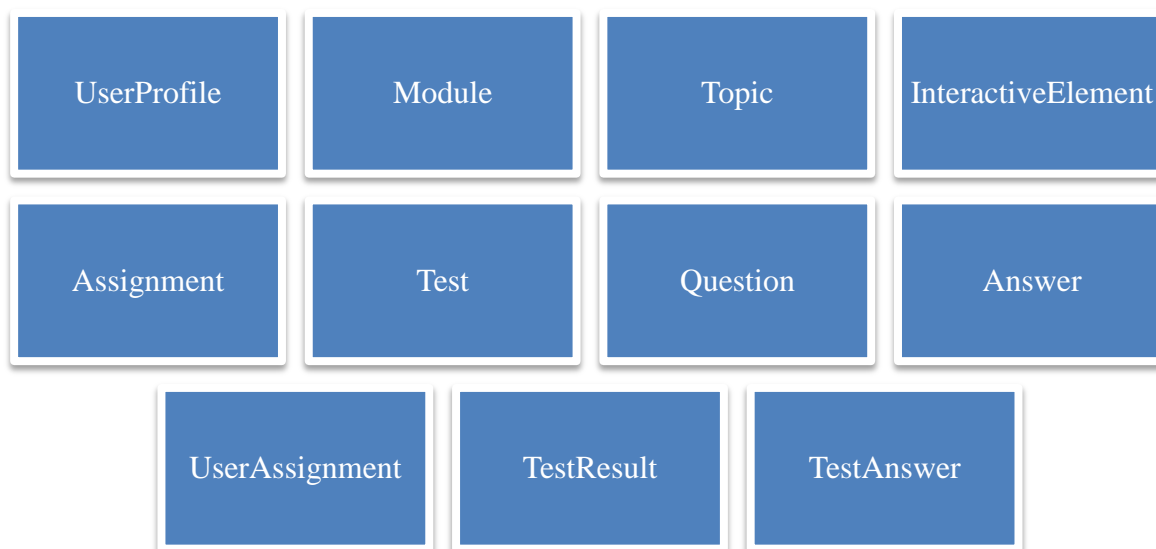 UserProfile
Module
Topic
InteractiveElement
Assignment
Test
Question
Answer
UserAssignment
TestResult
TestAnswer